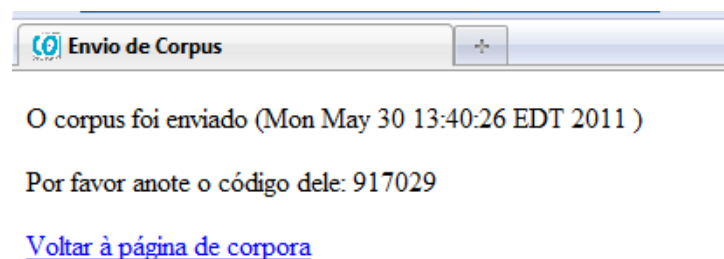 Envio de Corpus
O corpus foi enviado (Mon May 30 13:40:26 EDT 2011 )
Por favor anote o código dele: 917029
Voltar à página de corpora